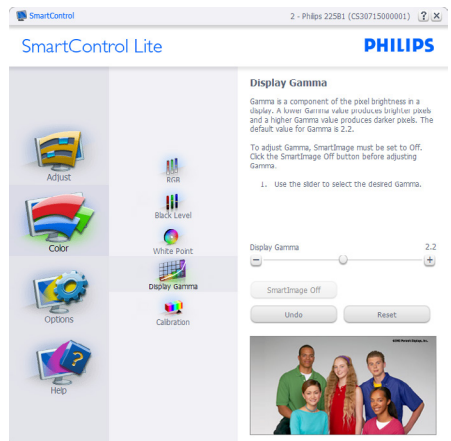 SmartControl
2 - Philips 225B1 (CS30715000001)
SmartControl Lite
PHILIPS
Adjust
Color
Options
Help
RGB
Black Level
White Point
Display Gamma
Calibration
Display Gamma
Gamma is a component of the pixel brightness in a
display. A lower Gamma value produces brighter pixels
and a higher Gamma value produces darker pixels. The
default value for Gamma is 2.2.
To adjust Gamma, SmartImage must be set to Off.
Click the SmartImage Off button before adjusting
Gamma.
1. Use the slider to select the desired Gamma.
Display Gamma 2.2
SmartImage Off
Undo Reset